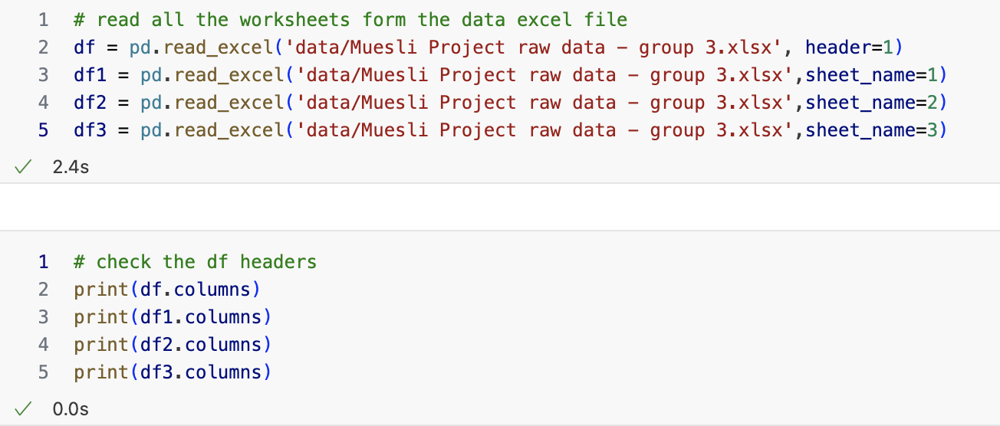 1 # read all the worksheets form the data excel file
2 df = pd.read_excel('data/Muesli Project raw data - group 3.xlsx', header=1)
3 df1 = pd.read_excel('data/Muesli Project raw data - group 3.xlsx',sheet_name=1)
4 df2 = pd.read_excel('data/Muesli Project raw data - group 3.xlsx',sheet_name=2)
5 df3 = pd.read_excel('data/Muesli Project raw data - group 3.xlsx',sheet_name=3)
✓ 2.4s
1 # check the df headers
2 print(df.columns)
3 print(df1.columns)
4 print(df2.columns)
5 print(df3.columns)
✓ 0.0s